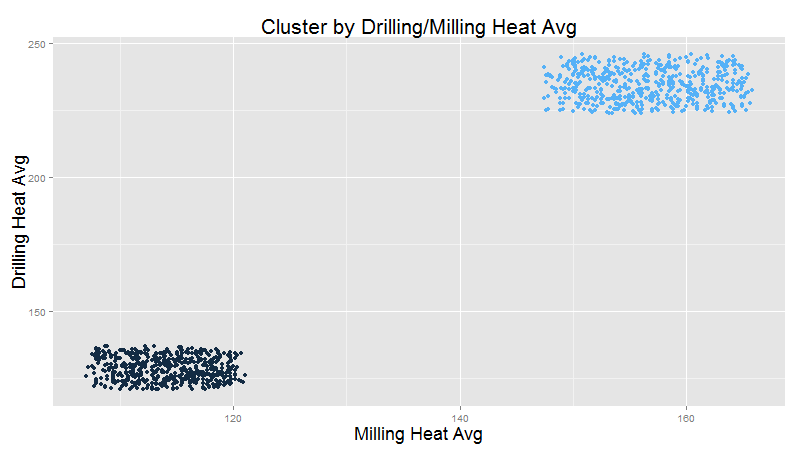 Cluster by Drilling/Milling Heat Avg
250
200
150
Drilling Heat Avg
120
140
160
Milling Heat Avg